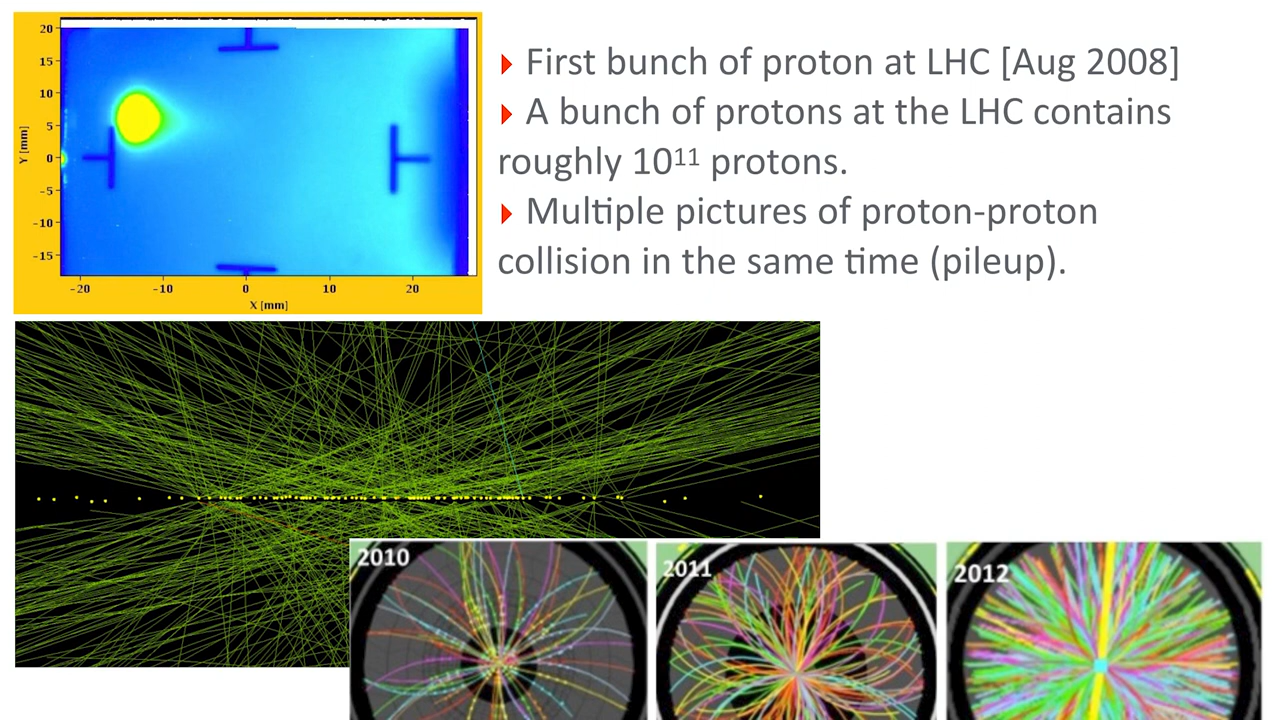 20
15
10
5
0
-5
-10
-15
Y [mm]
-20 -10 0 10 20
X [mm]
First bunch of proton at LHC [Aug 2008]
A bunch of protons at the LHC contains
roughly 10¹¹ protons.
Multiple pictures of proton-proton
collision in the same time (pileup).
2010
2011
2012